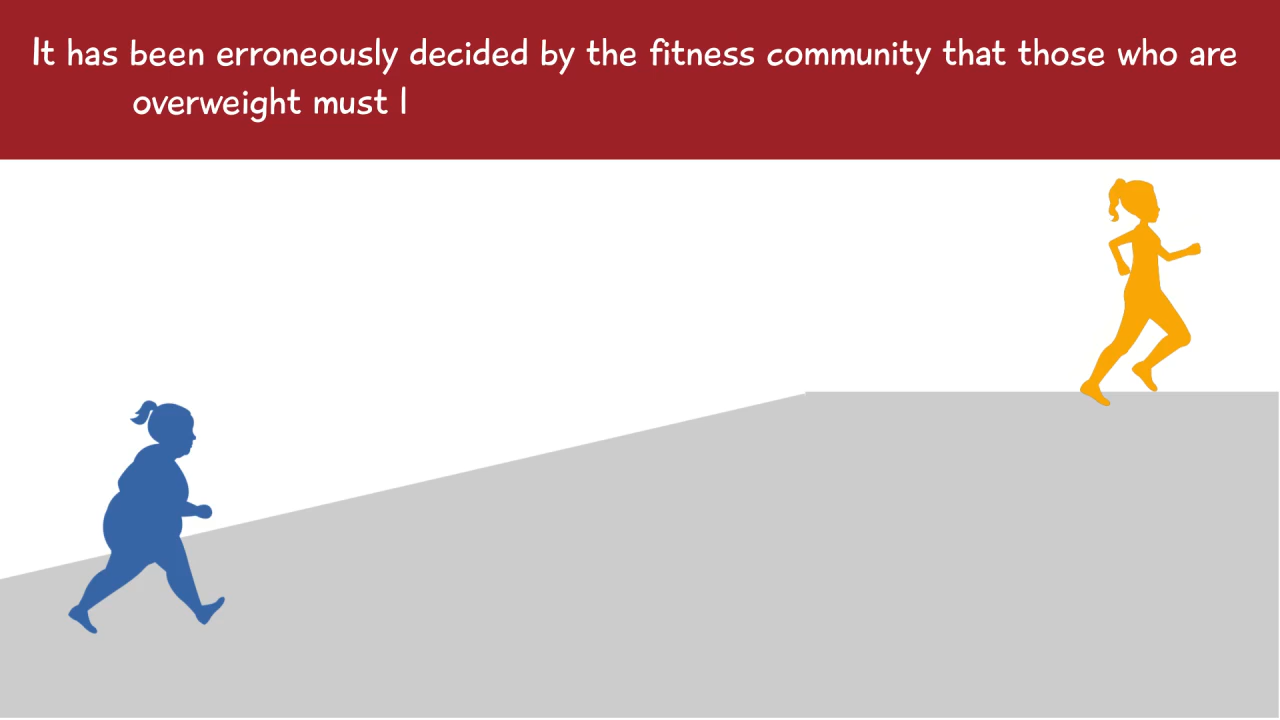 It has been erroneously decided by the fitness community that those who are
overweight must l